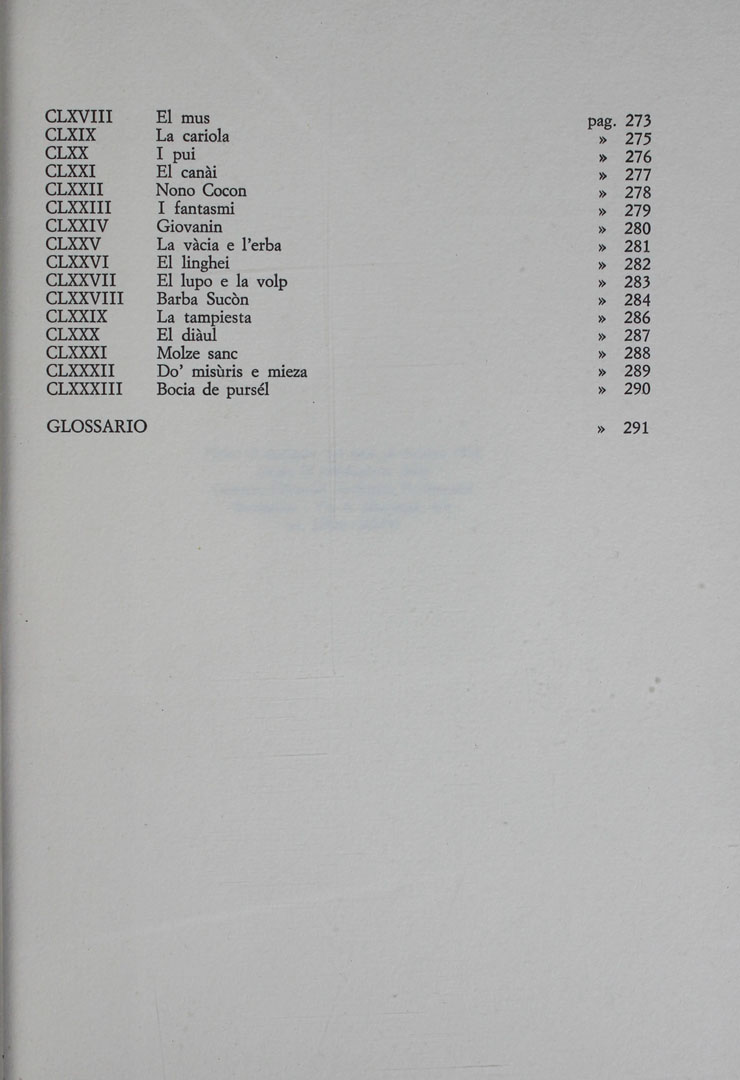 CLXVIII El mus pag. 273
CLXIX La cariola » 275
CLXX I pui » 276
CLXXI El canài » 277
CLXXII Nono Cocon » 278
CLXXIII I fantasmi » 279
CLXXIV Giovanin » 280
CLXXV La vàcia e l'erba » 281
CLXXVI El linghei » 282
CLXXVII El lupo e la volp » 283
CLXXVIII Barba Sucòn » 284
CLXXIX La tampiesta » 286
CLXXX El diàul » 287
CLXXXI Molze sanc » 288
CLXXXII Do' misùris e mieza » 289
CLXXXIII Bocia de pursél » 290
GLOSSARIO » 291